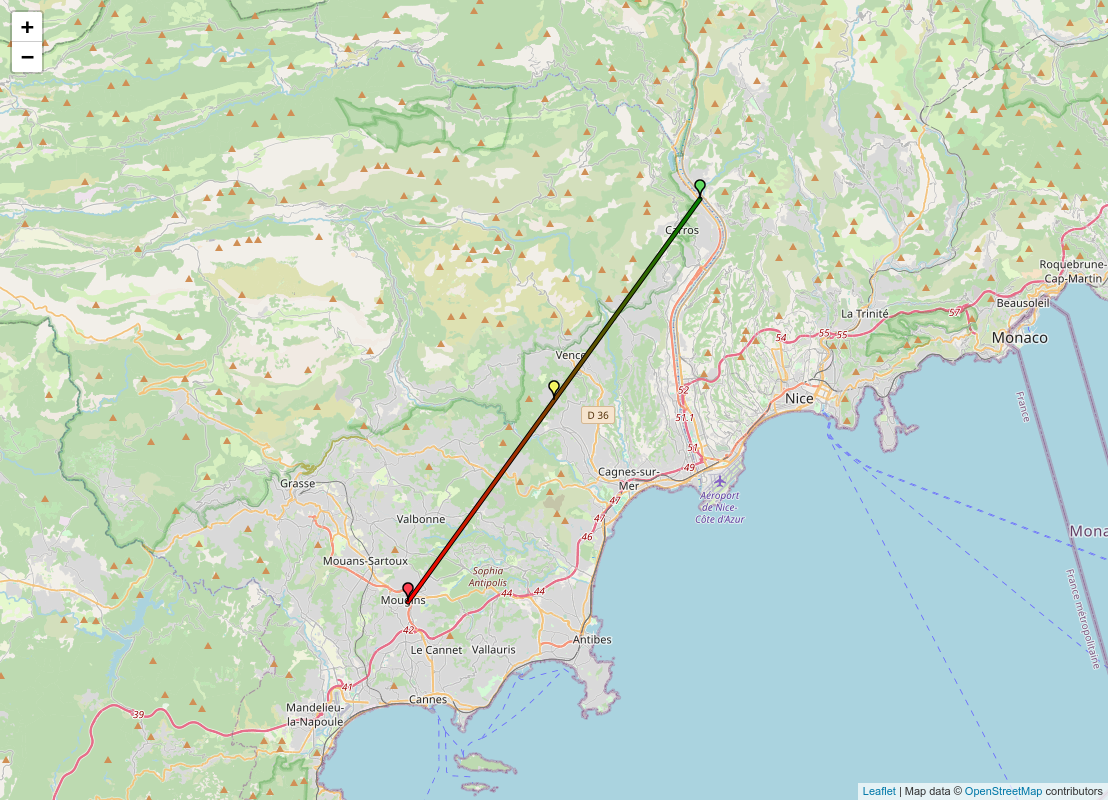 +
−
Carros
Roquebrune-
Cap-Martin
Beausoleil
La Trinité
57
55
55
54
Monaco
Vence
52
Nice
D 36
51.1
France
51
49
Cagnes-sur-
Mer
Grasse
Aéroport
de Nice-
Côte d'Azur
47
47
Valbonne
46
Mona
Mouans-Sartoux
Sophia
Antipolis
44
44
Mougins
France métropolitaine
42
Antibes
Le Cannet
Vallauris
41
Cannes
Mandelieu-
la-Napoule
39
Leaflet | Map data © OpenStreetMap contributors